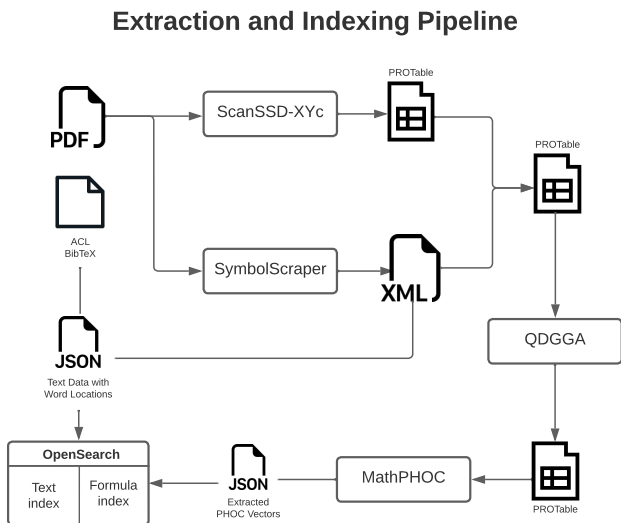 Extraction and Indexing Pipeline
PROTable
PDF
ScanSSD-XYc
PROTable
ACL
BibTeX
SymbolScraper
XML
JSON
Text Data with
Word Locations
QDGGA
OpenSearch
Text
index
Formula
index
JSON
Extracted
PHOC Vectors
MathPHOC
PROTable